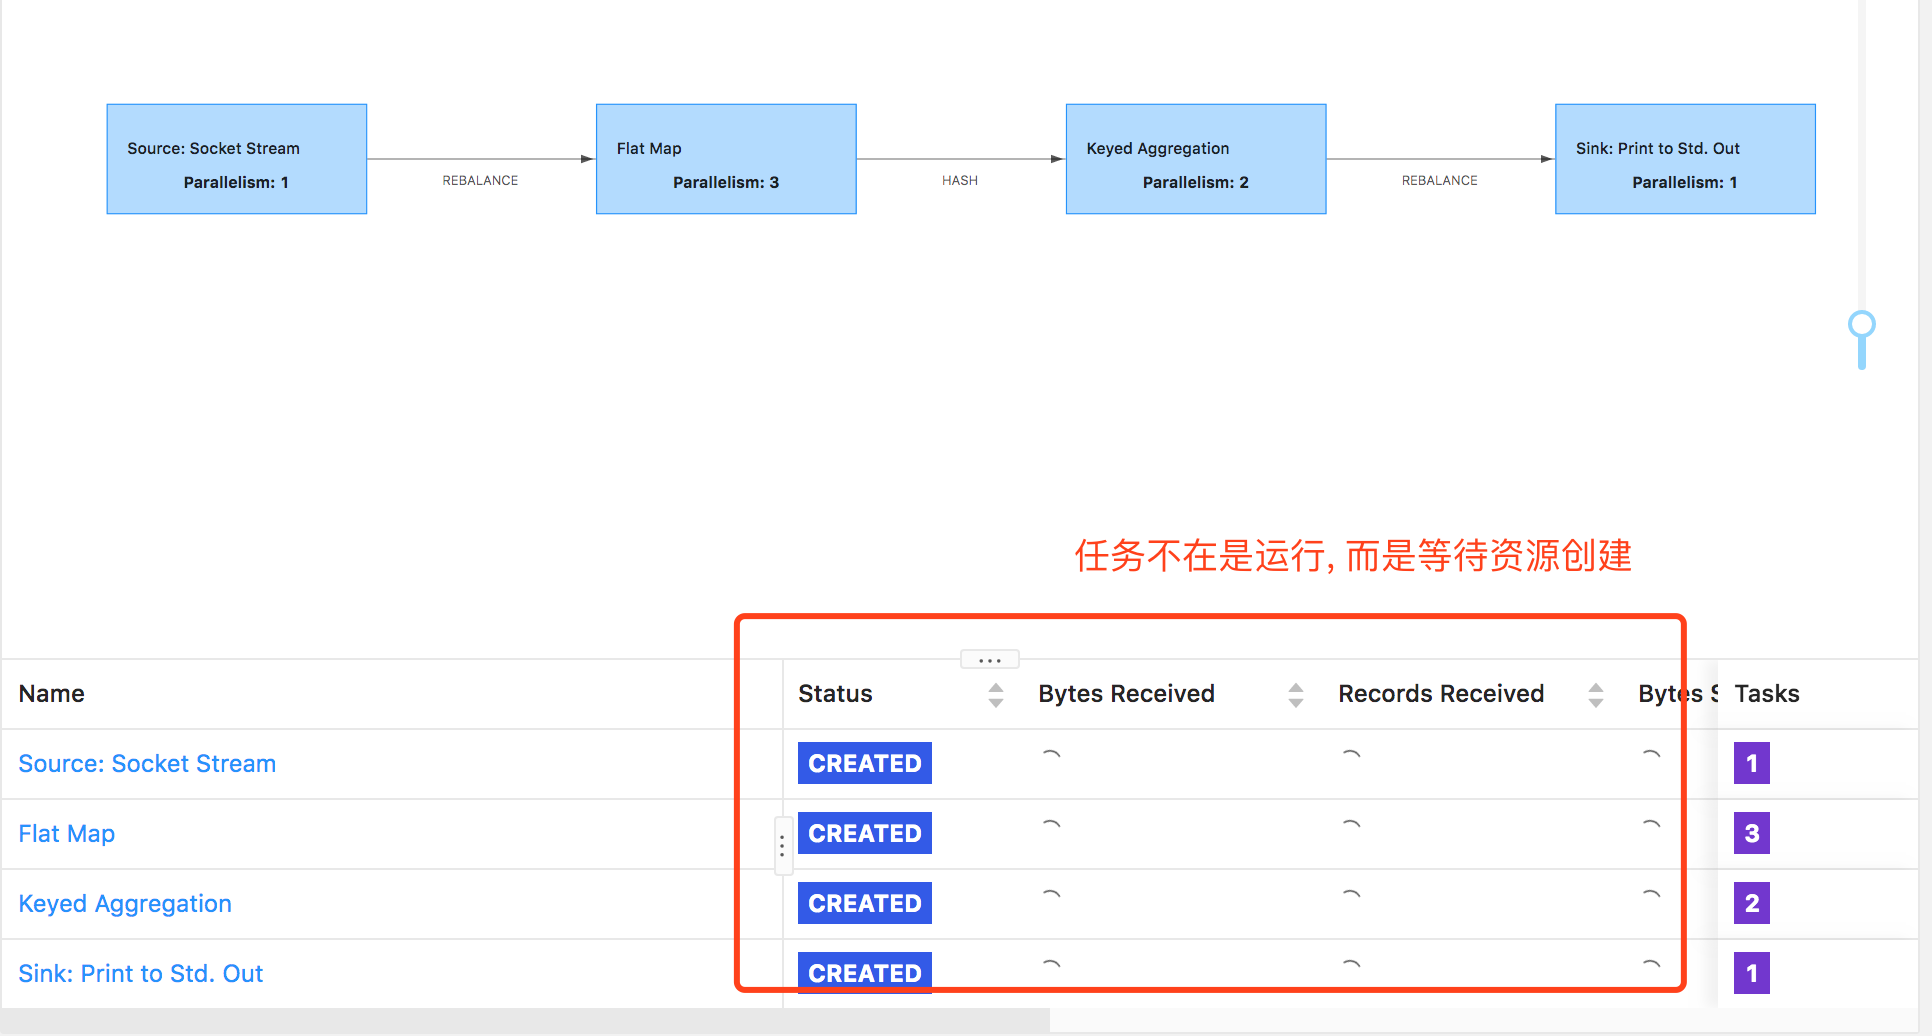 Source: Socket Stream
Parallelism: 1
REBALANCE
Flat Map
Parallelism: 3
HASH
Keyed Aggregation
Parallelism: 2
REBALANCE
Sink: Print to Std. Out
Parallelism: 1
任务不在是运行, 而是等待资源创建
Name Status Bytes Received Records Received Bytes S Tasks
Source: Socket Stream CREATED 1
Flat Map CREATED 3
Keyed Aggregation CREATED 2
Sink: Print to Std. Out CREATED 1